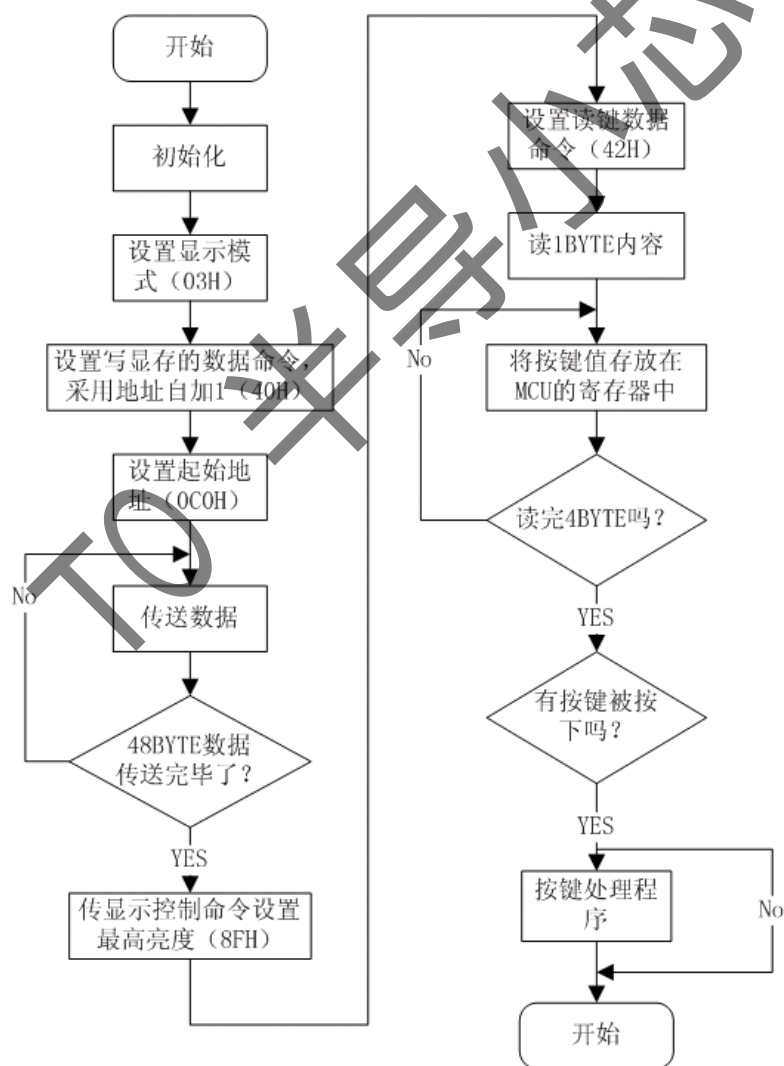 开始
初始化
设置显示模
式（03H）
设置写显存的数据命令，
采用地址自加1（40H）
设置起始地
址（0C0H）
No
传送数据
48BYTE数据
传送完毕了？
YES
传显示控制命令设置
最高亮度（8FH）
设置读键数据
命令（42H）
读1BYTE内容
No
将按键值存放在
MCU的寄存器中
读完4BYTE吗？
YES
有按键被按
下吗？
YES
按键处理程
序
No
开始
TO 半导小芯